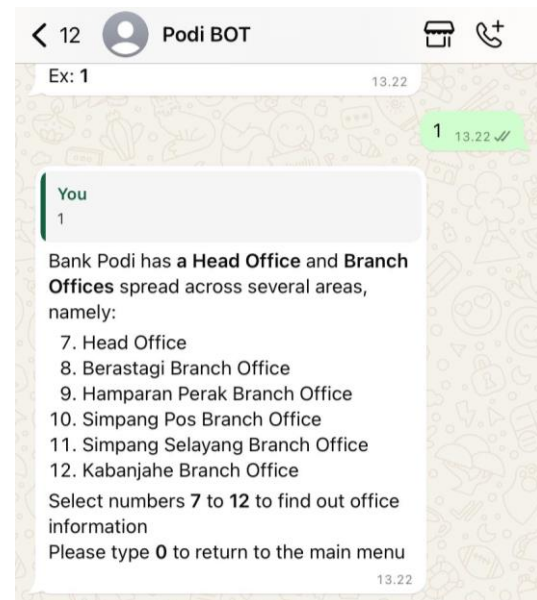 12 Podi BOT
Ex: 1
13.22
1 13.22
You
1
Bank Podi has a Head Office and Branch
Offices spread across several areas,
namely:
7. Head Office
8. Berastagi Branch Office
9. Hamparan Perak Branch Office
10. Simpang Pos Branch Office
11. Simpang Selayang Branch Office
12. Kabanjahe Branch Office
Select numbers 7 to 12 to find out office
information
Please type 0 to return to the main menu
13.22